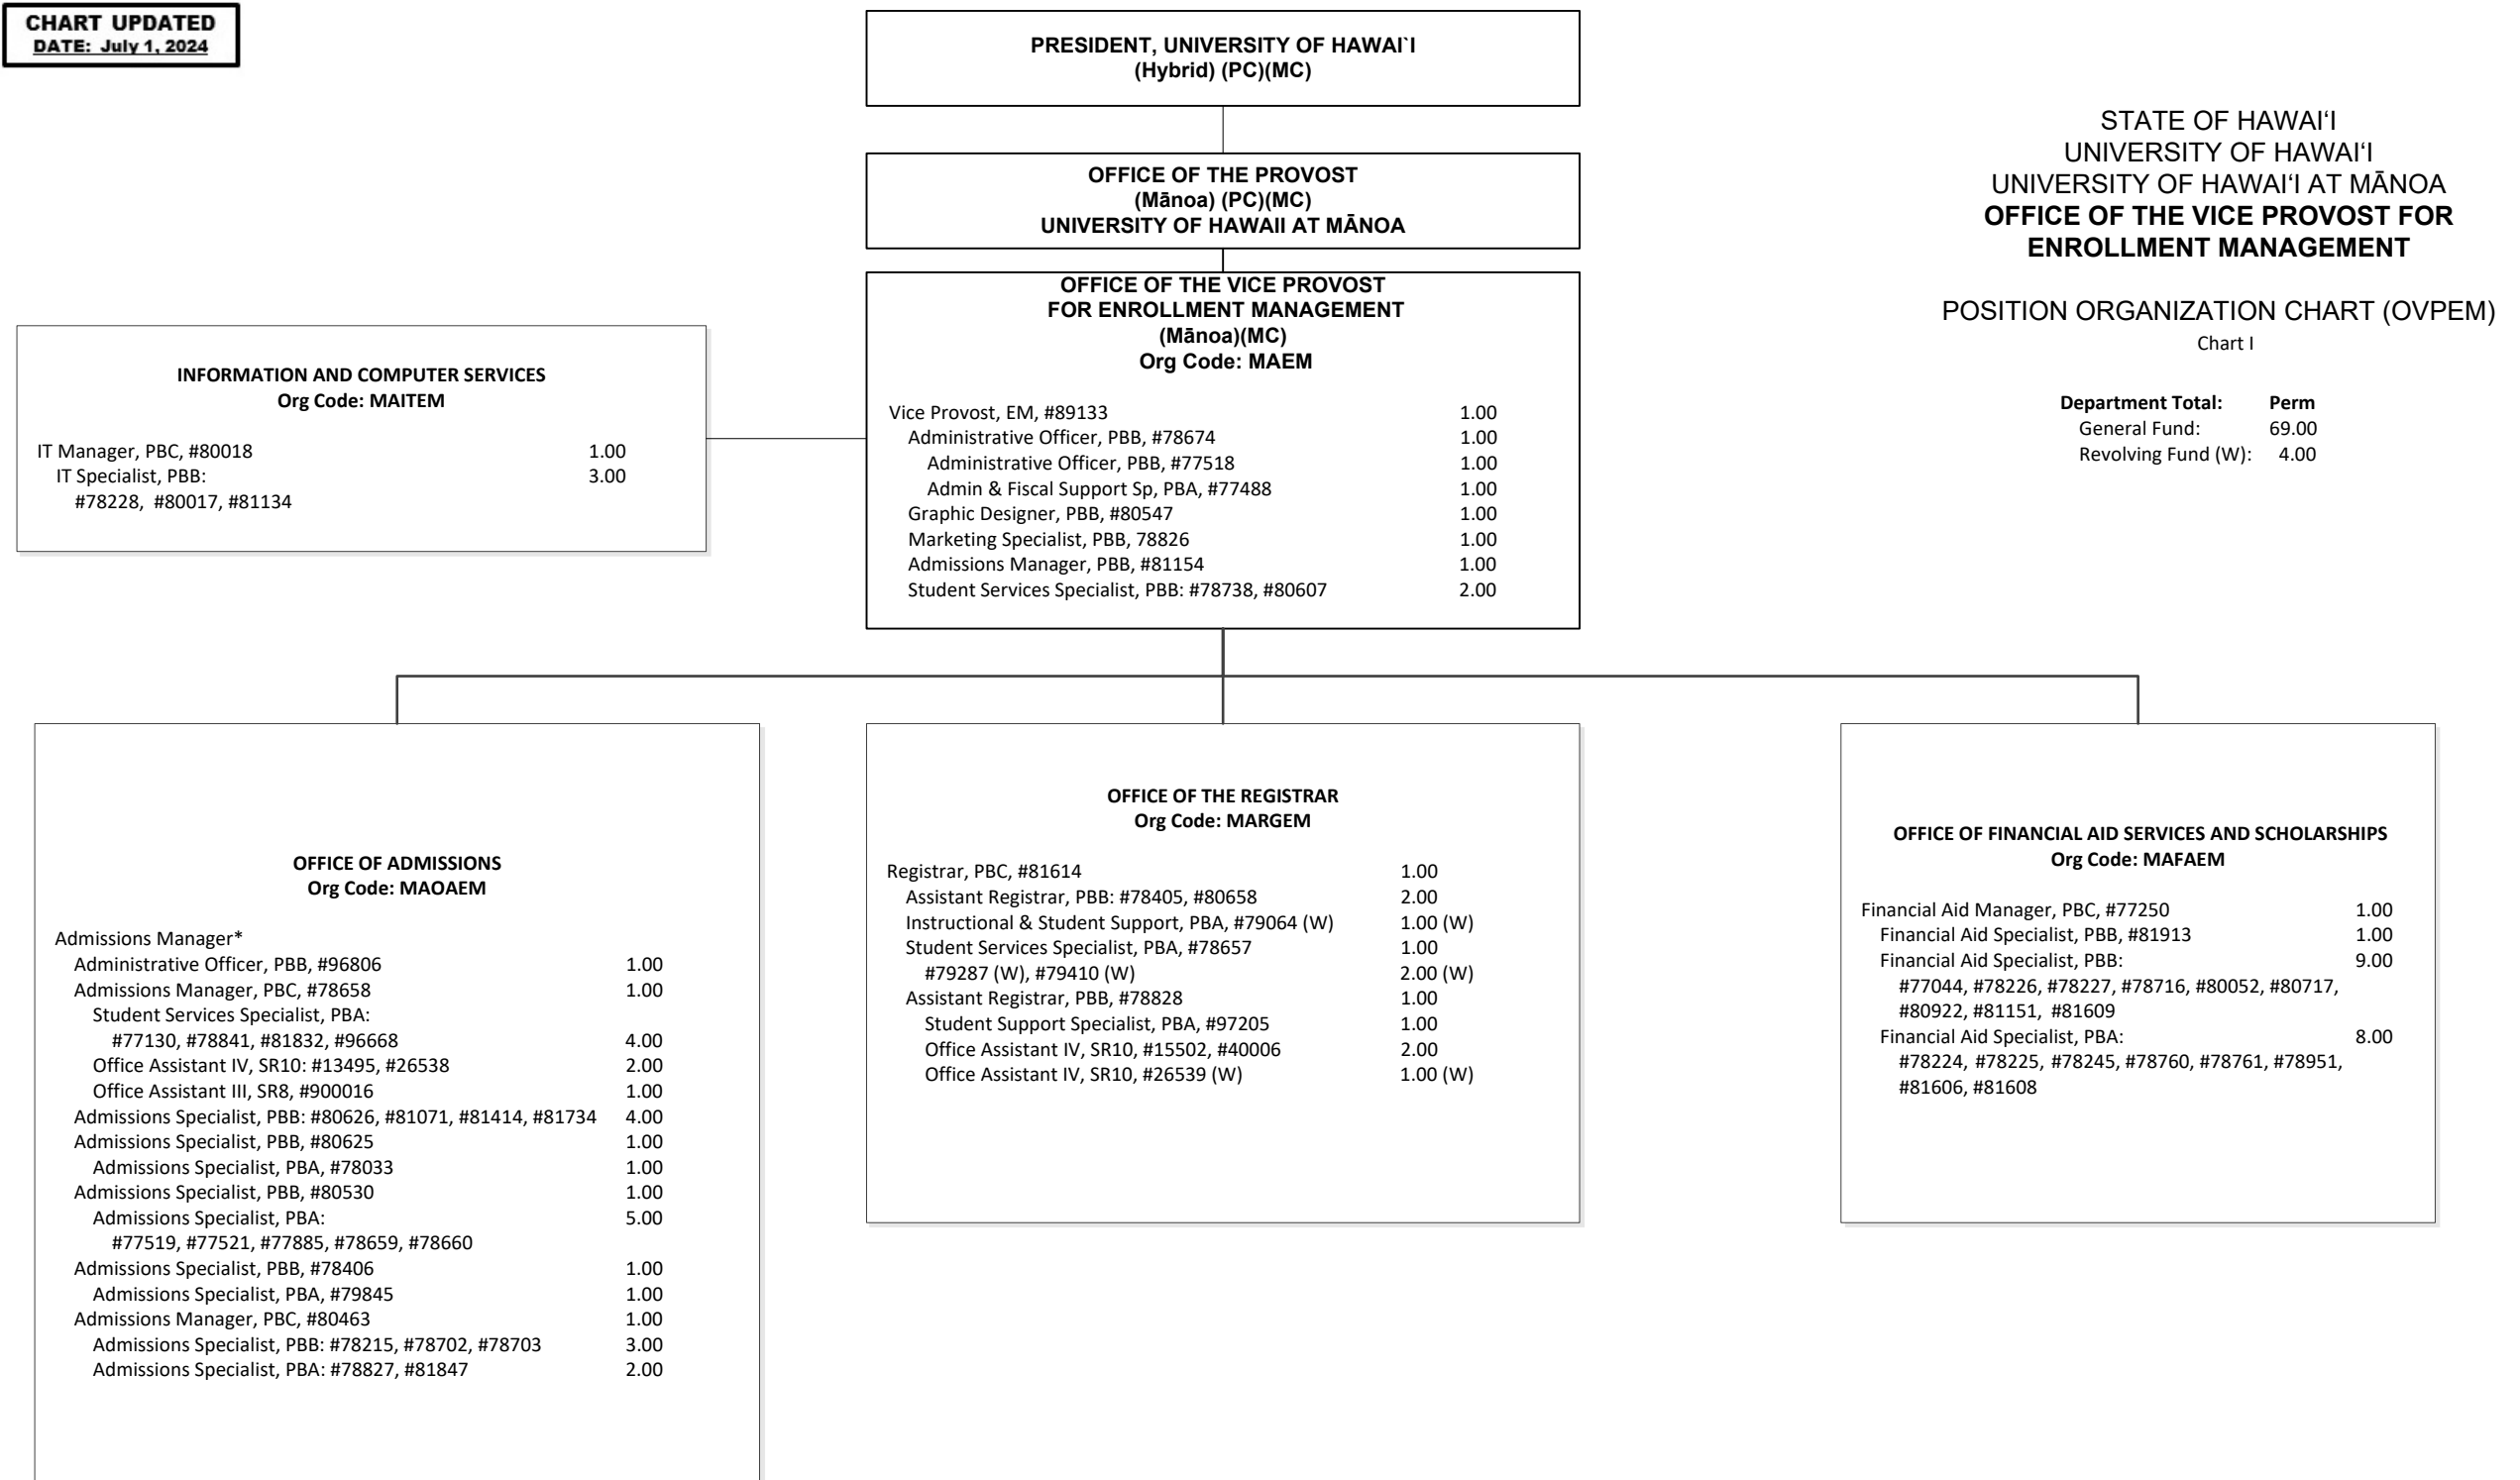 CHART UPDATED
DATE: July 1, 2024
PRESIDENT, UNIVERSITY OF HAWAI`I
(Hybrid) (PC)(MC)
OFFICE OF THE PROVOST
(Mānoa) (PC)(MC)
UNIVERSITY OF HAWAII AT MĀNOA
STATE OF HAWAI‘I
UNIVERSITY OF HAWAI‘I
UNIVERSITY OF HAWAI‘I AT MĀNOA
OFFICE OF THE VICE PROVOST FOR
ENROLLMENT MANAGEMENT
POSITION ORGANIZATION CHART (OVPEM)
Chart I
Department Total: Perm
General Fund: 69.00
Revolving Fund (W): 4.00
OFFICE OF THE VICE PROVOST
FOR ENROLLMENT MANAGEMENT
(Mānoa)(MC)
Org Code: MAEM
Vice Provost, EM, #89133 1.00
Administrative Officer, PBB, #78674 1.00
Administrative Officer, PBB, #77518 1.00
Admin & Fiscal Support Sp, PBA, #77488 1.00
Graphic Designer, PBB, #80547 1.00
Marketing Specialist, PBB, 78826 1.00
Admissions Manager, PBB, #81154 1.00
Student Services Specialist, PBB: #78738, #80607 2.00
INFORMATION AND COMPUTER SERVICES
Org Code: MAITEM
IT Manager, PBC, #80018 1.00
IT Specialist, PBB: 3.00
#78228, #80017, #81134
OFFICE OF ADMISSIONS
Org Code: MAOAEM
Admissions Manager*
Administrative Officer, PBB, #96806 1.00
Admissions Manager, PBC, #78658 1.00
Student Services Specialist, PBA:
#77130, #78841, #81832, #96668 4.00
Office Assistant IV, SR10: #13495, #26538 2.00
Office Assistant III, SR8, #900016 1.00
Admissions Specialist, PBB: #80626, #81071, #81414, #81734 4.00
Admissions Specialist, PBB, #80625 1.00
Admissions Specialist, PBA, #78033 1.00
Admissions Specialist, PBB, #80530 1.00
Admissions Specialist, PBA: 5.00
#77519, #77521, #77885, #78659, #78660
Admissions Specialist, PBB, #78406 1.00
Admissions Specialist, PBA, #79845 1.00
Admissions Manager, PBC, #80463 1.00
Admissions Specialist, PBB: #78215, #78702, #78703 3.00
Admissions Specialist, PBA: #78827, #81847 2.00
OFFICE OF THE REGISTRAR
Org Code: MARGEM
Registrar, PBC, #81614 1.00
Assistant Registrar, PBB: #78405, #80658 2.00
Instructional & Student Support, PBA, #79064 (W) 1.00 (W)
Student Services Specialist, PBA, #78657 1.00
#79287 (W), #79410 (W) 2.00 (W)
Assistant Registrar, PBB, #78828 1.00
Student Support Specialist, PBA, #97205 1.00
Office Assistant IV, SR10, #15502, #40006 2.00
Office Assistant IV, SR10, #26539 (W) 1.00 (W)
OFFICE OF FINANCIAL AID SERVICES AND SCHOLARSHIPS
Org Code: MAFAEM
Financial Aid Manager, PBC, #77250 1.00
Financial Aid Specialist, PBB, #81913 1.00
Financial Aid Specialist, PBB: 9.00
#77044, #78226, #78227, #78716, #80052, #80717,
#80922, #81151, #81609
Financial Aid Specialist, PBA: 8.00
#78224, #78225, #78245, #78760, #78761, #78951,
#81606, #81608